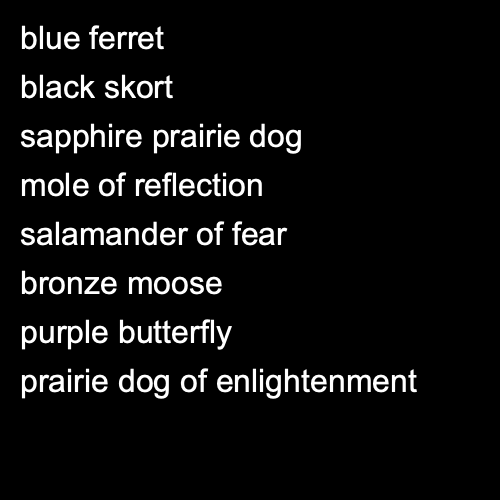 blue ferret
black skort
sapphire prairie dog
mole of reflection
salamander of fear
bronze moose
purple butterfly
prairie dog of enlightenment